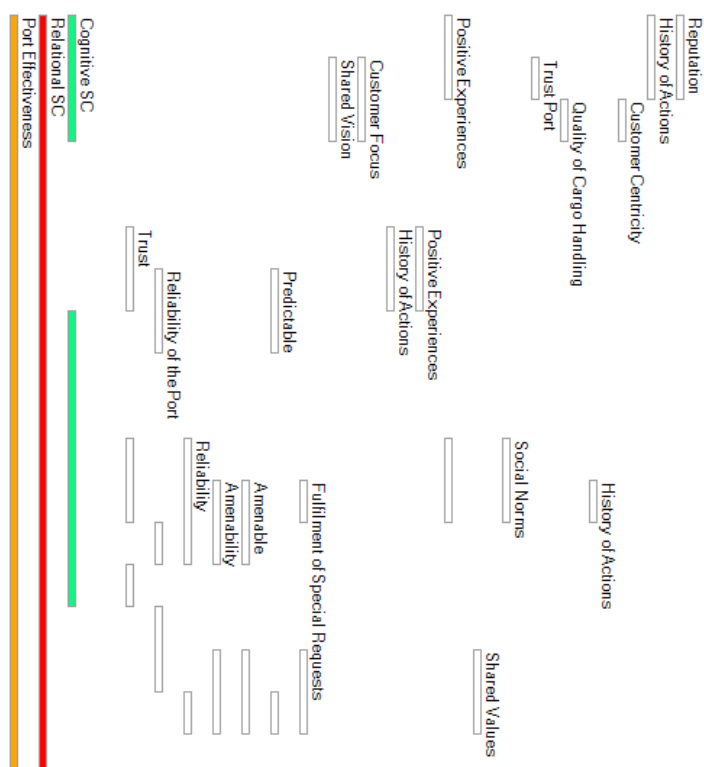 Reputation
History of Actions
Customer Centricity
History of Actions
Quality of Cargo Handling
Trust Port
Social Norms
Shared Values
Positive Experiences
Positive Experiences
History of Actions
Customer Focus
Shared Vision
Fulfilment of Special Requests
Predictable
Amenable
Amenability
Reliability
Reliability of the Port
Trust
Cognitive SC
Relational SC
Port Effectiveness